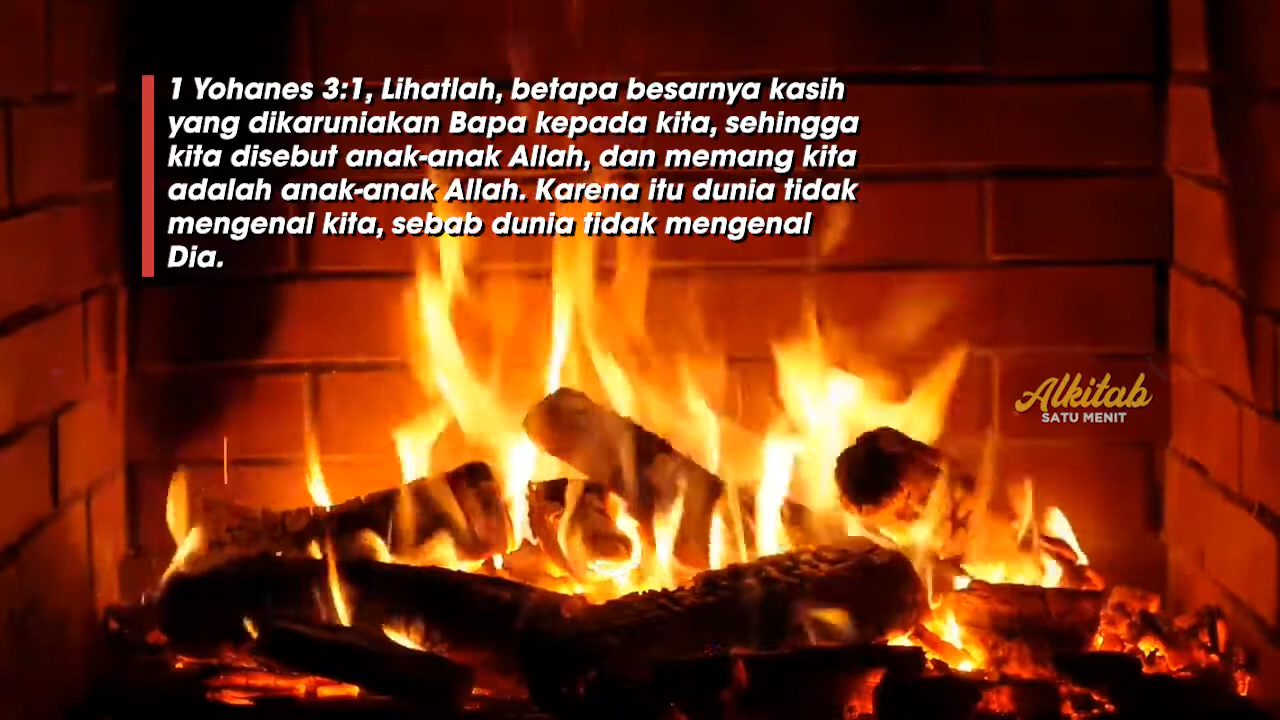 1 Yohanes 3:1, Lihatlah, betapa besarnya kasih
yang dikaruniakan Bapa kepada kita, sehingga
kita disebut anak-anak Allah, dan memang kita
adalah anak-anak Allah. Karena itu dunia tidak
mengenal kita, sebab dunia tidak mengenal
Dia.
Alkitab
SATU MENIT